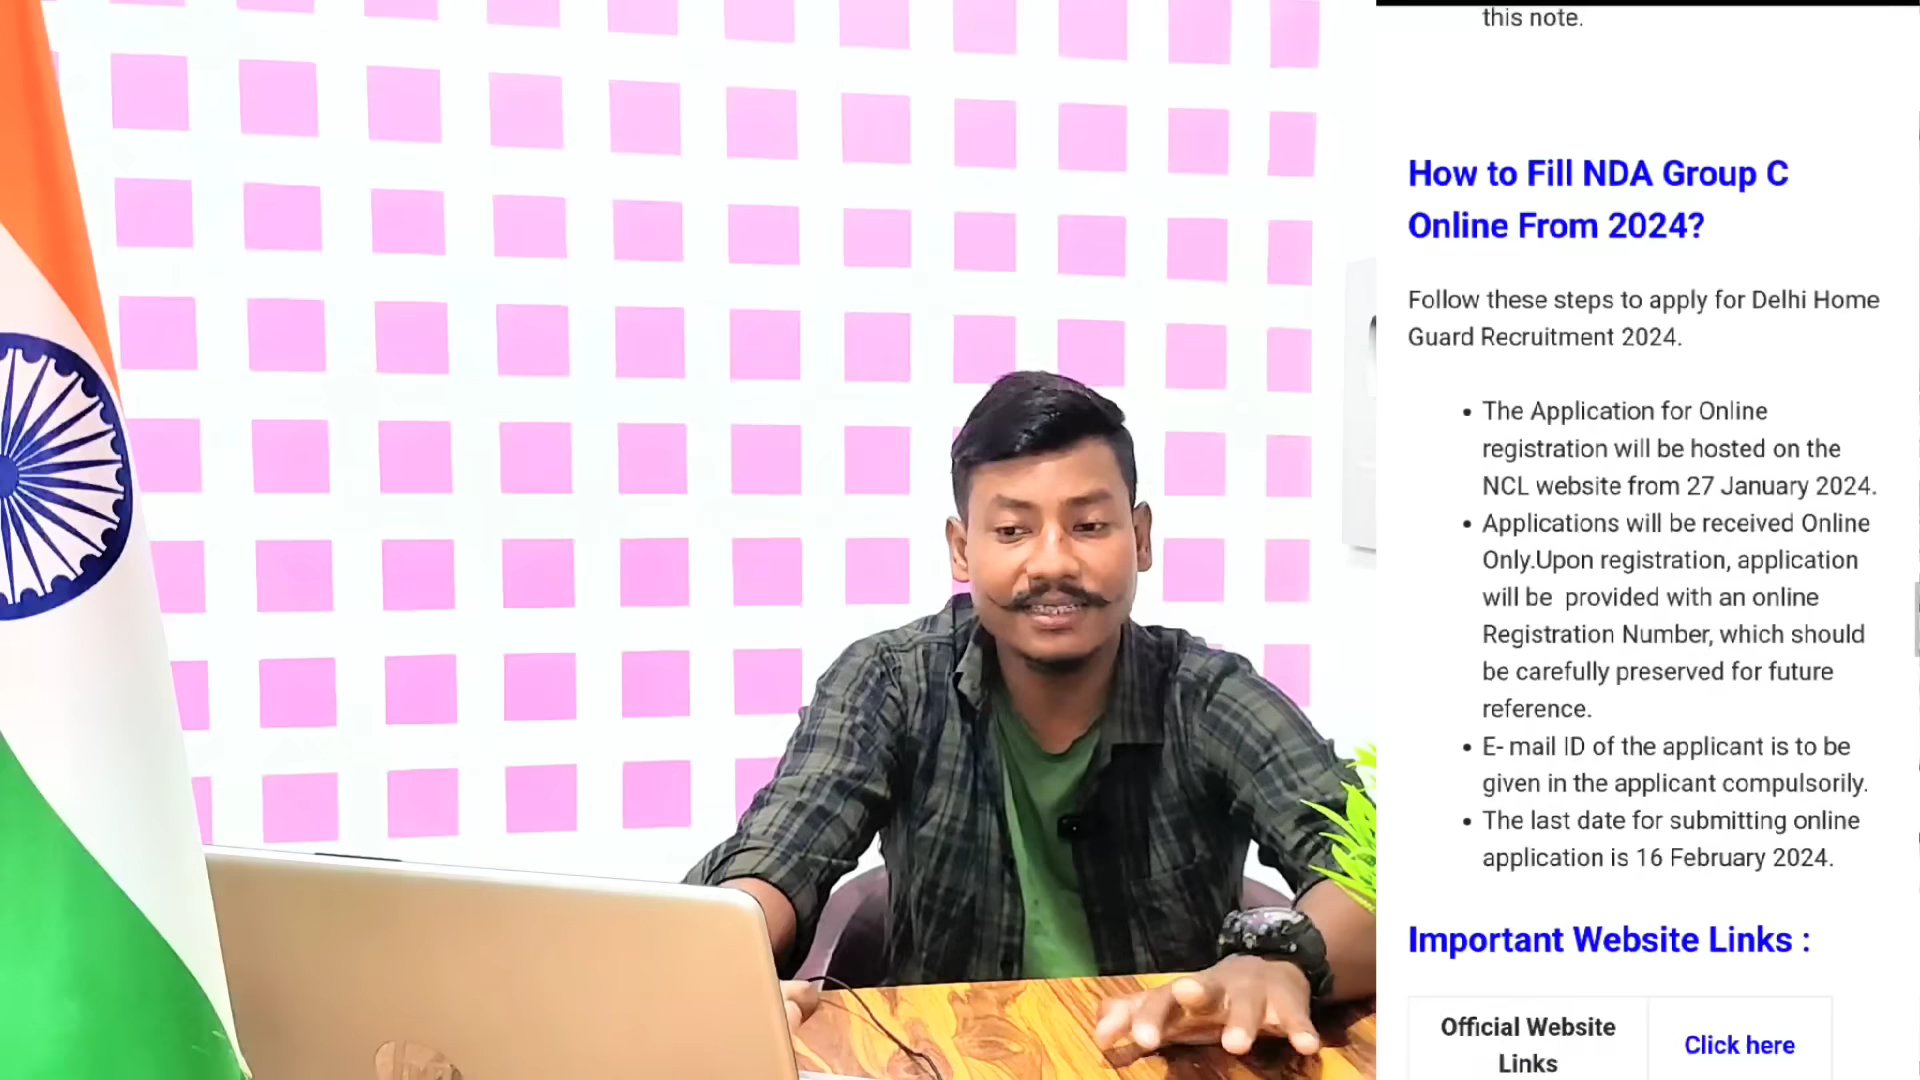 this note.
How to Fill NDA Group C
Online From 2024?
Follow these steps to apply for Delhi Home
Guard Recruitment 2024.
• The Application for Online
registration will be hosted on the
NCL website from 27 January 2024.
• Applications will be received Online
Only.Upon registration, application
will be provided with an online
Registration Number, which should
be carefully preserved for future
reference.
• E- mail ID of the applicant is to be
given in the applicant compulsorily.
• The last date for submitting online
application is 16 February 2024.
Important Website Links :
Official Website
Links
Click here